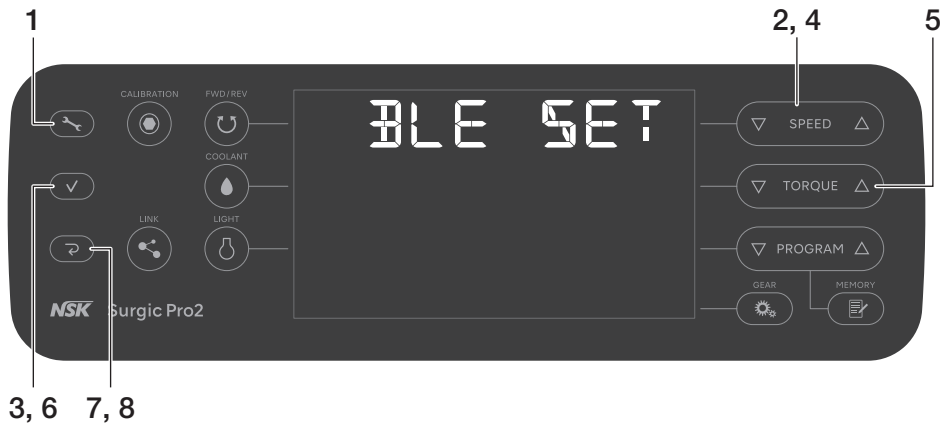 1
2, 4
5
CALIBRATION
FWD/REV
BLE SET
SPEED
COOLANT
TORQUE
LINK
LIGHT
PROGRAM
GEAR
MEMORY
NSK Surgic Pro2
3, 6
7, 8